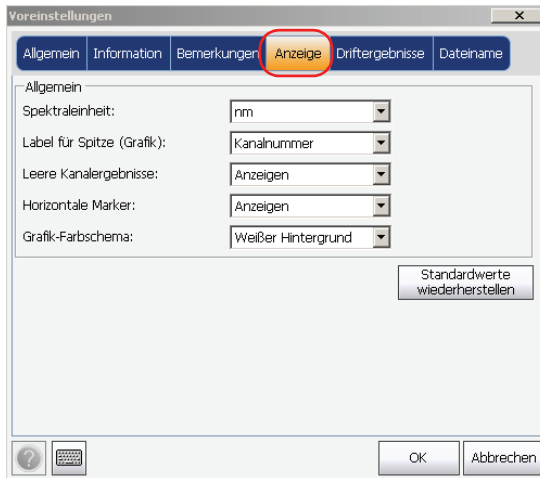 Voreinstellungen
Allgemein Information Bemerkungen Anzeige Driftergebnisse Dateiname
Allgemein
Spektraleinheit: nm
Label für Spitze (Grafik): Kanalnummer
Leere Kanalergebnisse: Anzeigen
Horizontale Marker: Anzeigen
Grafik-Farbschema: Weißer Hintergrund
Standardwerte
wiederherstellen
OK Abbrechen